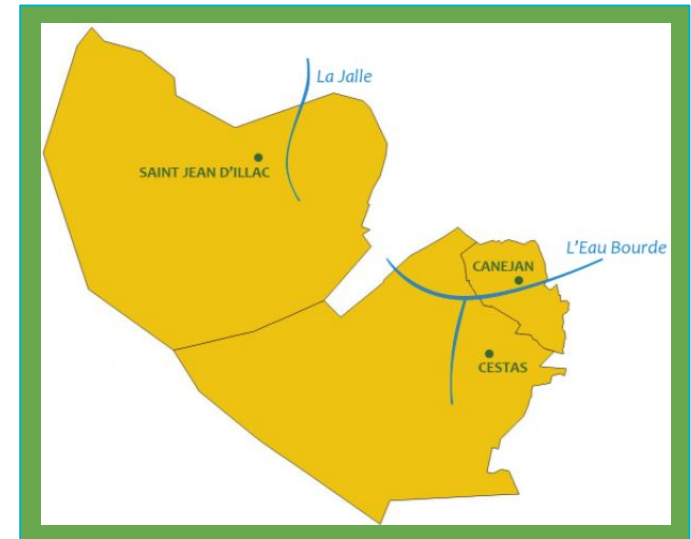 La Jalle
SAINT JEAN D'ILLAC
L'Eau Bourde
CANEJAN
CESTAS